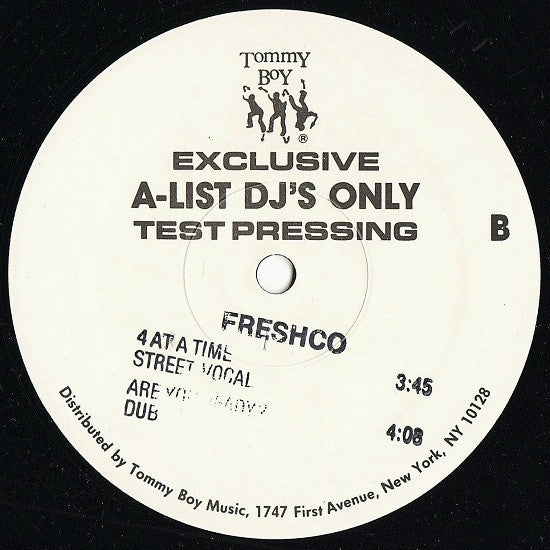 Tommy
Boy
®
EXCLUSIVE
A-LIST DJ'S ONLY
TEST PRESSING
B
FRESHCO
4 AT A TIME
STREET VOCAL 3:45
ARE
DUB 4:08
Distributed by Tommy Boy Music, 1747 First Avenue, New York, NY 10128